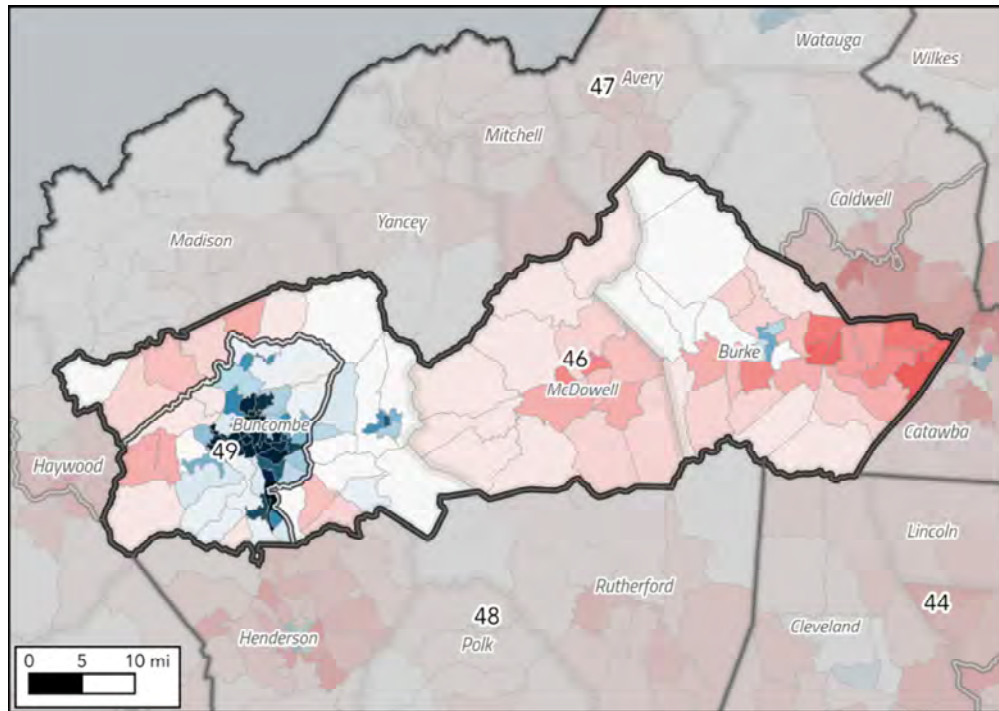 Watauga
Wilkes
47
Avery
Mitchell
Caldwell
Yancey
Madison
46
Burke
McDowell
Buncombe
49
Haywood
Catawba
Lincoln
Rutherford
48
44
Henderson
Polk
Cleveland
0 5 10 mi